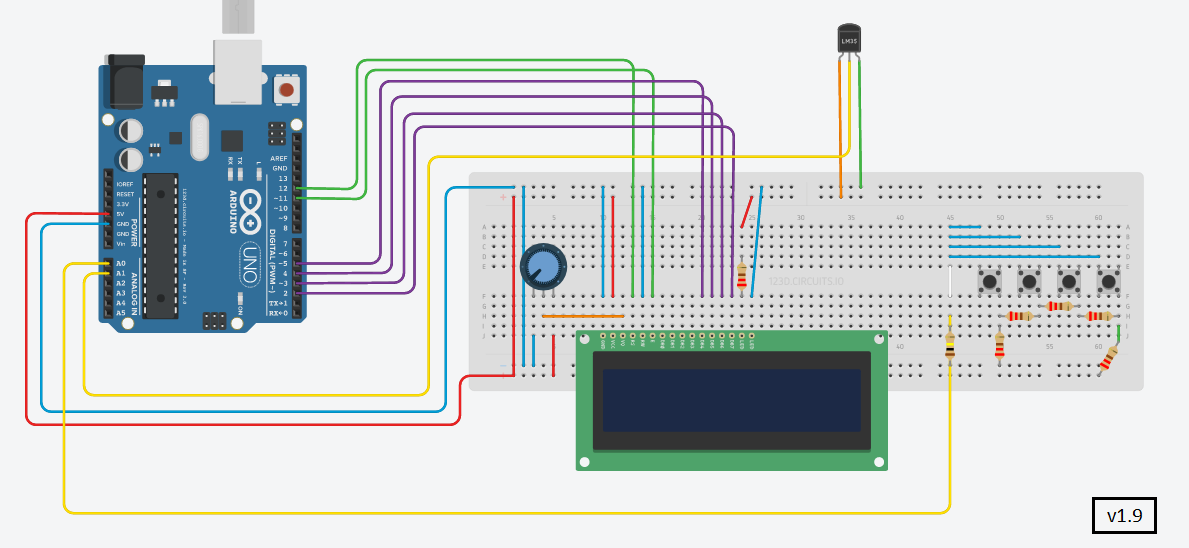 LM35
AREF
GND
13
12
~11
~10
~9
8
7
~6
~5
4
~3
2
TX→1
RX←0
DIGITAL (PWM~)
IOREF
RESET
3.3V
5V
GND
GND
Vin
POWER
A0
A1
A2
A3
A4
A5
ANALOG IN
RX
TX
L
ARDUINO
UNO
ON
5
10
15
20
25
30
35
40
45
50
55
60
A
B
C
D
E
F
G
H
I
J
123D.CIRCUITS.IO
40
55
60
v1.9